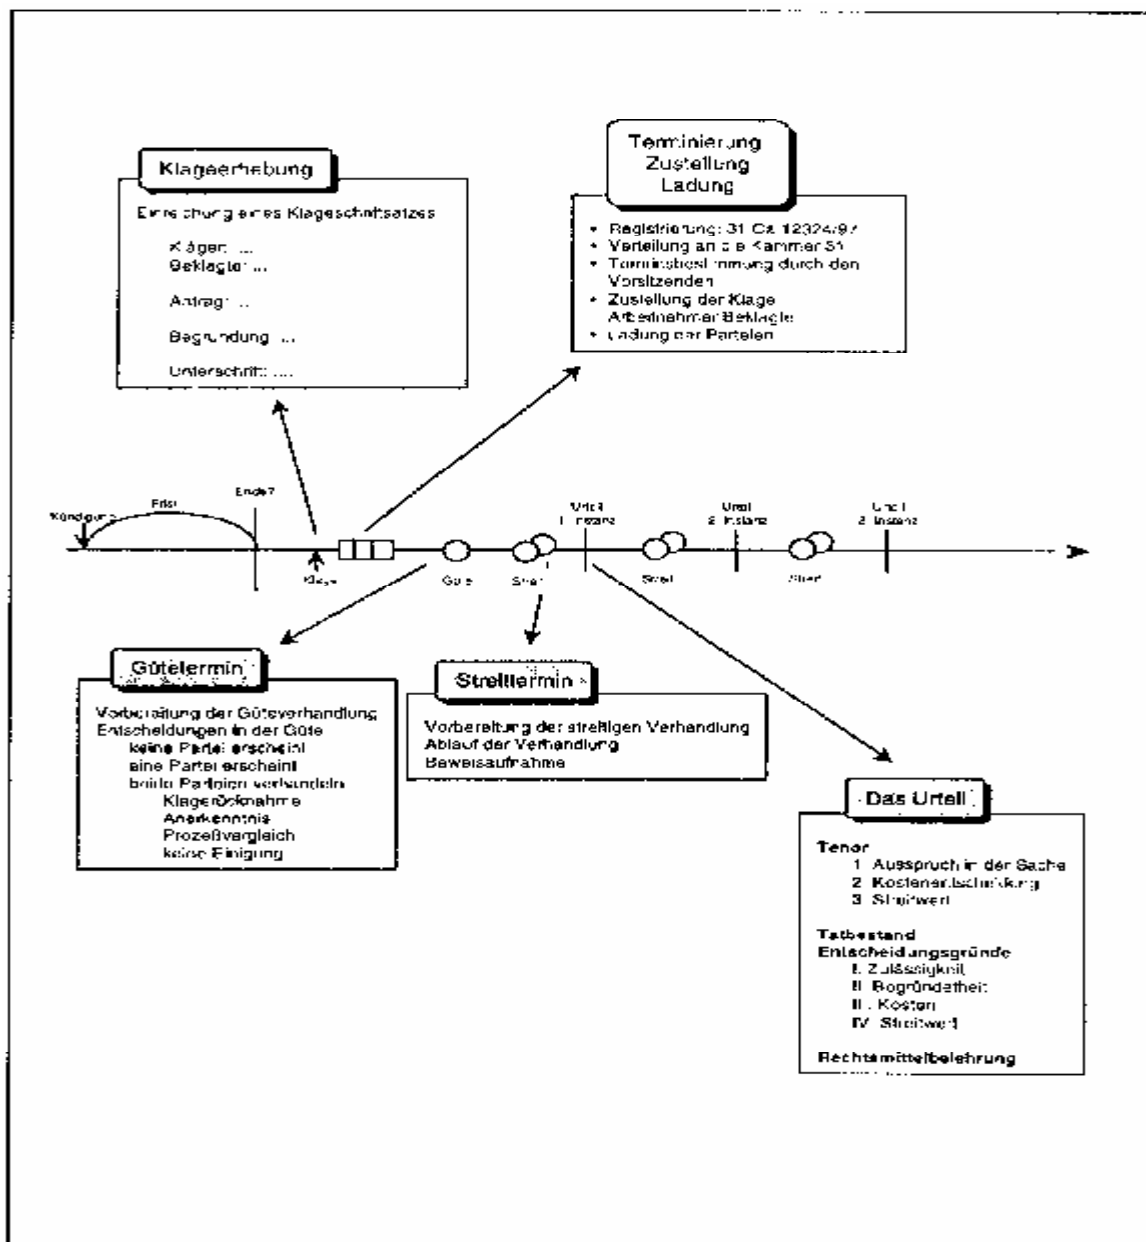 Klageerhebung
Einreichung eines Klageschriftsatzes
Kläger: ...
Beklagte: ...
Antrag: ...
Begründung: ...
Unterschrift: ....
Terminierung
Zustellung
Ladung
• Registrierung: 31 Ca 12324/97
• Verteilung an die Kammer 31
• Terminsbestimmung durch den
Vorsitzenden
• Zustellung der Klage
Arbeitnehmer Beklagte
• Ladung der Parteien
Kündigung
Frist
Ende?
Urteil
1. Instanz
Urteil
2. Instanz
Urteil
Instanz
Klage
Güte
Streit
Streit
Streit
Gütetermin
Vorbereitung der Güteverhandlung
Entscheidungen in der Güte
keine Partei erscheint
eine Partei erscheint
beide Parteien verhandeln
Klagerücknahme
Anerkenntnis
Prozeßvergleich
keine Einigung
Streittermin
Vorbereitung der streitigen Verhandlung
Ablauf der Verhandlung
Beweisaufnahme
Das Urteil
Tenor
1. Ausspruch in der Sache
2. Kostenentscheidung
3. Streitwert
Tatbestand
Entscheidungsgründe
I. Zulässigkeit
II. Begründetheit
III. Kosten
IV. Streitwert
Rechtsmittelbelehrung